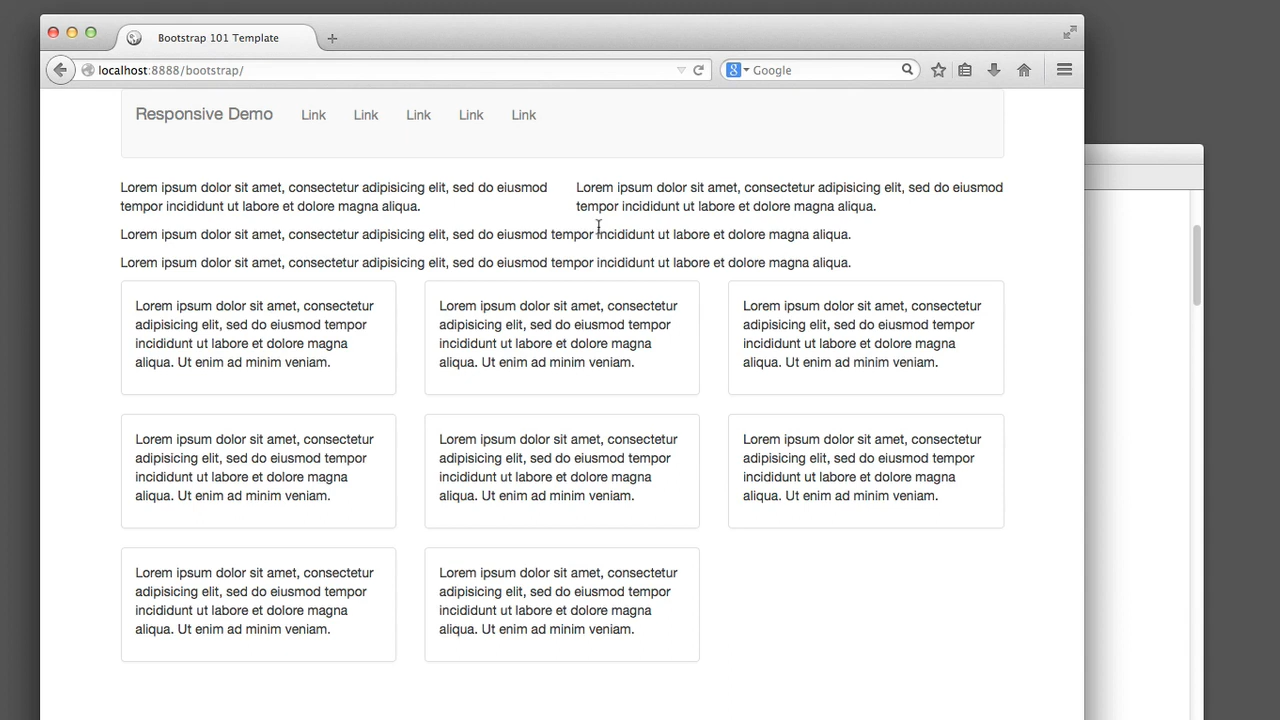 Bootstrap 101 Template
localhost:8888/bootstrap/
Google
Responsive Demo Link Link Link Link Link
Lorem ipsum dolor sit amet, consectetur adipisicing elit, sed do eiusmod
tempor incididunt ut labore et dolore magna aliqua.
Lorem ipsum dolor sit amet, consectetur adipisicing elit, sed do eiusmod
tempor incididunt ut labore et dolore magna aliqua.
Lorem ipsum dolor sit amet, consectetur adipisicing elit, sed do eiusmod tempor incididunt ut labore et dolore magna aliqua.
Lorem ipsum dolor sit amet, consectetur adipisicing elit, sed do eiusmod tempor incididunt ut labore et dolore magna aliqua.
Lorem ipsum dolor sit amet, consectetur
adipisicing elit, sed do eiusmod tempor
incididunt ut labore et dolore magna
aliqua. Ut enim ad minim veniam.
Lorem ipsum dolor sit amet, consectetur
adipisicing elit, sed do eiusmod tempor
incididunt ut labore et dolore magna
aliqua. Ut enim ad minim veniam.
Lorem ipsum dolor sit amet, consectetur
adipisicing elit, sed do eiusmod tempor
incididunt ut labore et dolore magna
aliqua. Ut enim ad minim veniam.
Lorem ipsum dolor sit amet, consectetur
adipisicing elit, sed do eiusmod tempor
incididunt ut labore et dolore magna
aliqua. Ut enim ad minim veniam.
Lorem ipsum dolor sit amet, consectetur
adipisicing elit, sed do eiusmod tempor
incididunt ut labore et dolore magna
aliqua. Ut enim ad minim veniam.
Lorem ipsum dolor sit amet, consectetur
adipisicing elit, sed do eiusmod tempor
incididunt ut labore et dolore magna
aliqua. Ut enim ad minim veniam.
Lorem ipsum dolor sit amet, consectetur
adipisicing elit, sed do eiusmod tempor
incididunt ut labore et dolore magna
aliqua. Ut enim ad minim veniam.
Lorem ipsum dolor sit amet, consectetur
adipisicing elit, sed do eiusmod tempor
incididunt ut labore et dolore magna
aliqua. Ut enim ad minim veniam.